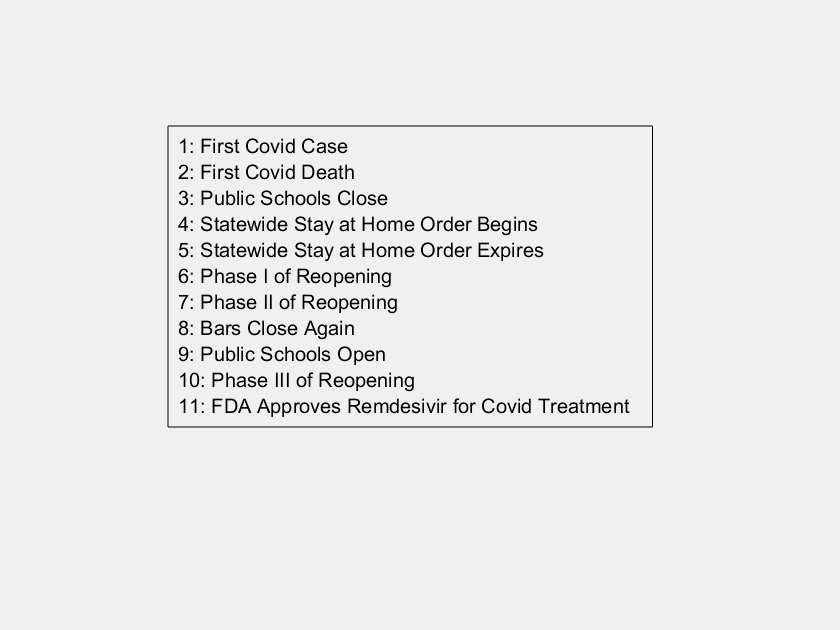 1: First Covid Case
2: First Covid Death
3: Public Schools Close
4: Statewide Stay at Home Order Begins
5: Statewide Stay at Home Order Expires
6: Phase I of Reopening
7: Phase II of Reopening
8: Bars Close Again
9: Public Schools Open
10: Phase III of Reopening
11: FDA Approves Remdesivir for Covid Treatment